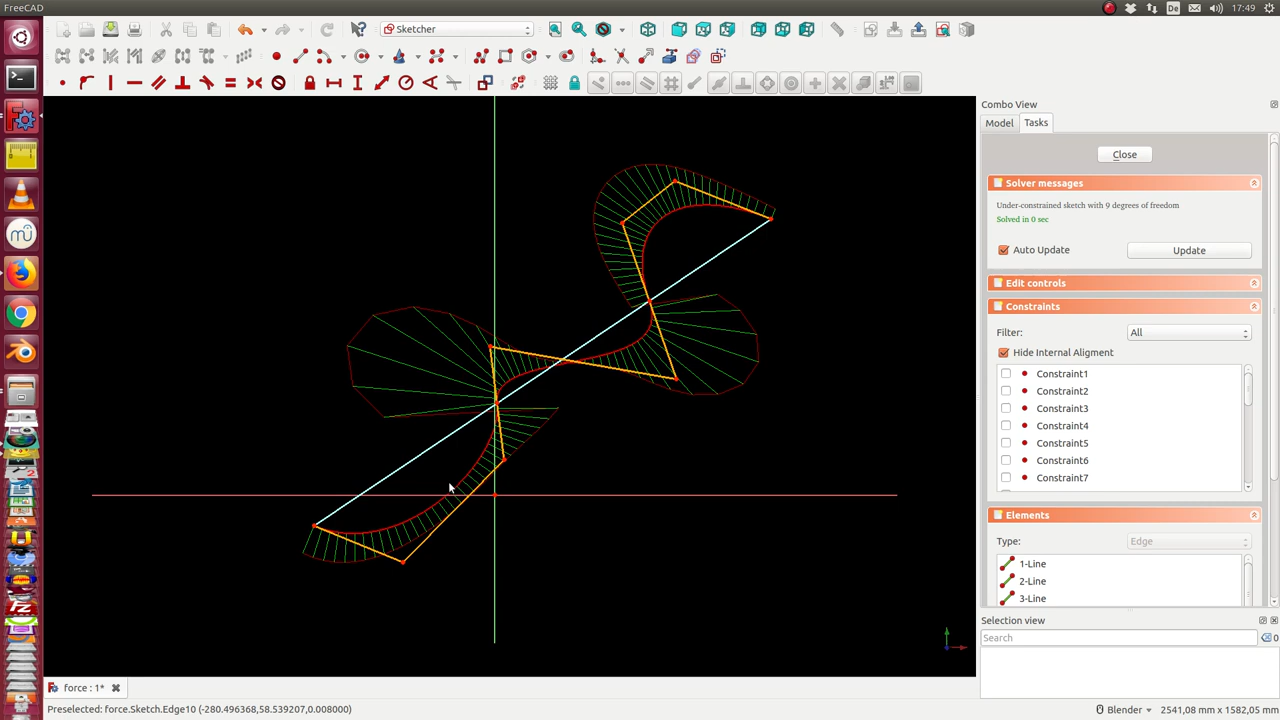 FreeCAD
De
17:49
Sketcher
Combo View
Model
Tasks
Close
Solver messages
Under-constrained sketch with 9 degrees of freedom
Solved in 0 sec
Auto Update
Update
Edit controls
Constraints
Filter:
All
Hide Internal Aligment
Constraint1
Constraint2
Constraint3
Constraint4
Constraint5
Constraint6
Constraint7
Elements
Type:
Edge
1-Line
2-Line
3-Line
Selection view
Search
0
force : 1*
Preselected: force.Sketch.Edge10 (-280.496368,58.539207,0.008000)
Blender
2541,08 mm x 1582,05 mm